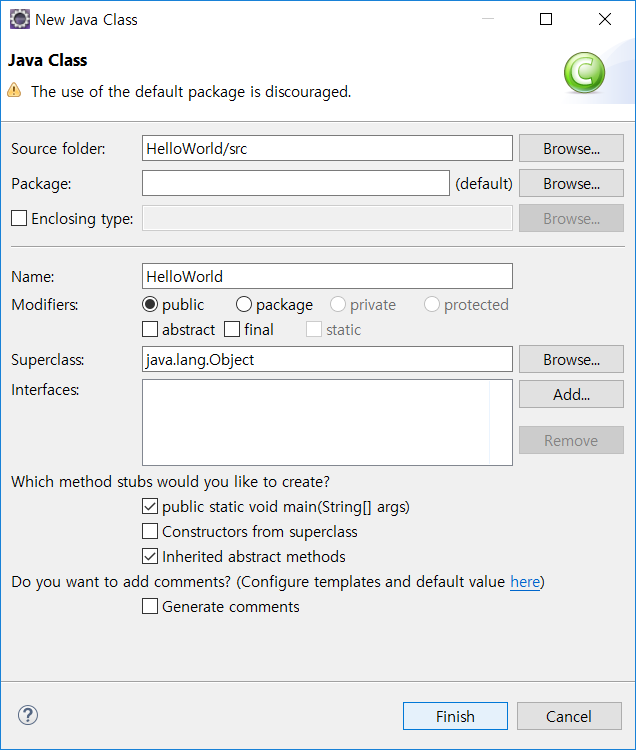 New Java Class
Java Class
The use of the default package is discouraged.
Source folder: HelloWorld/src Browse...
Package: (default) Browse...
Enclosing type: Browse...
Name: HelloWorld
Modifiers: public package private protected
abstract final static
Superclass: java.lang.Object Browse...
Interfaces: Add...
Remove
Which method stubs would you like to create?
public static void main(String[] args)
Constructors from superclass
Inherited abstract methods
Do you want to add comments? (Configure templates and default value here)
Generate comments
? Finish Cancel